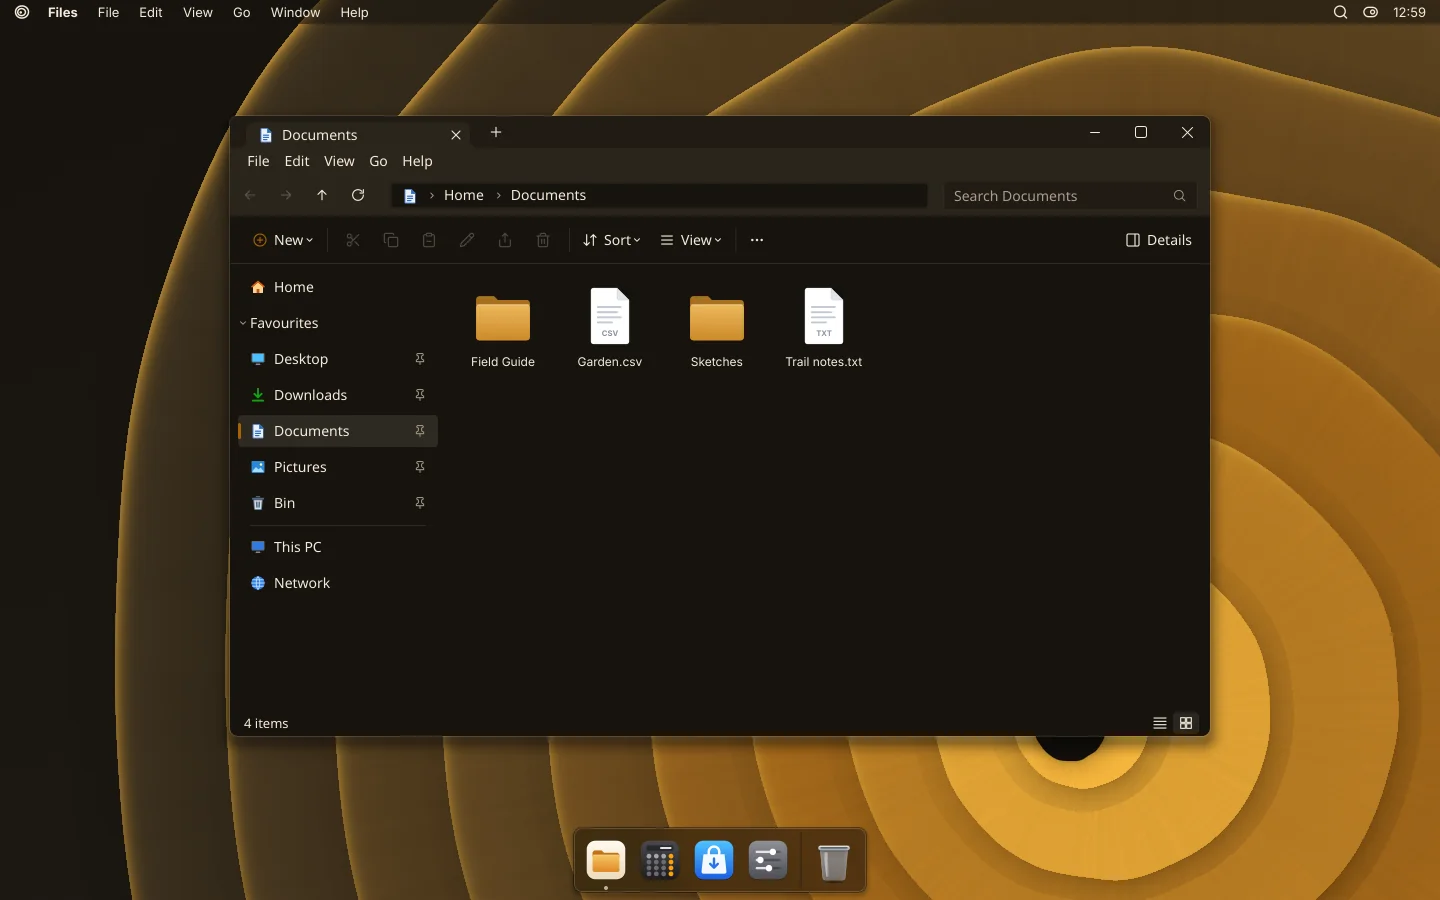 Files File Edit View Go Window Help 12:59
Documents
File Edit View Go Help
Home Documents Search Documents
New Sort View Details
Home
Favourites
Desktop
Downloads
Documents
Pictures
Bin
This PC
Network
CSV TXT
Field Guide Garden.csv Sketches Trail notes.txt
4 items